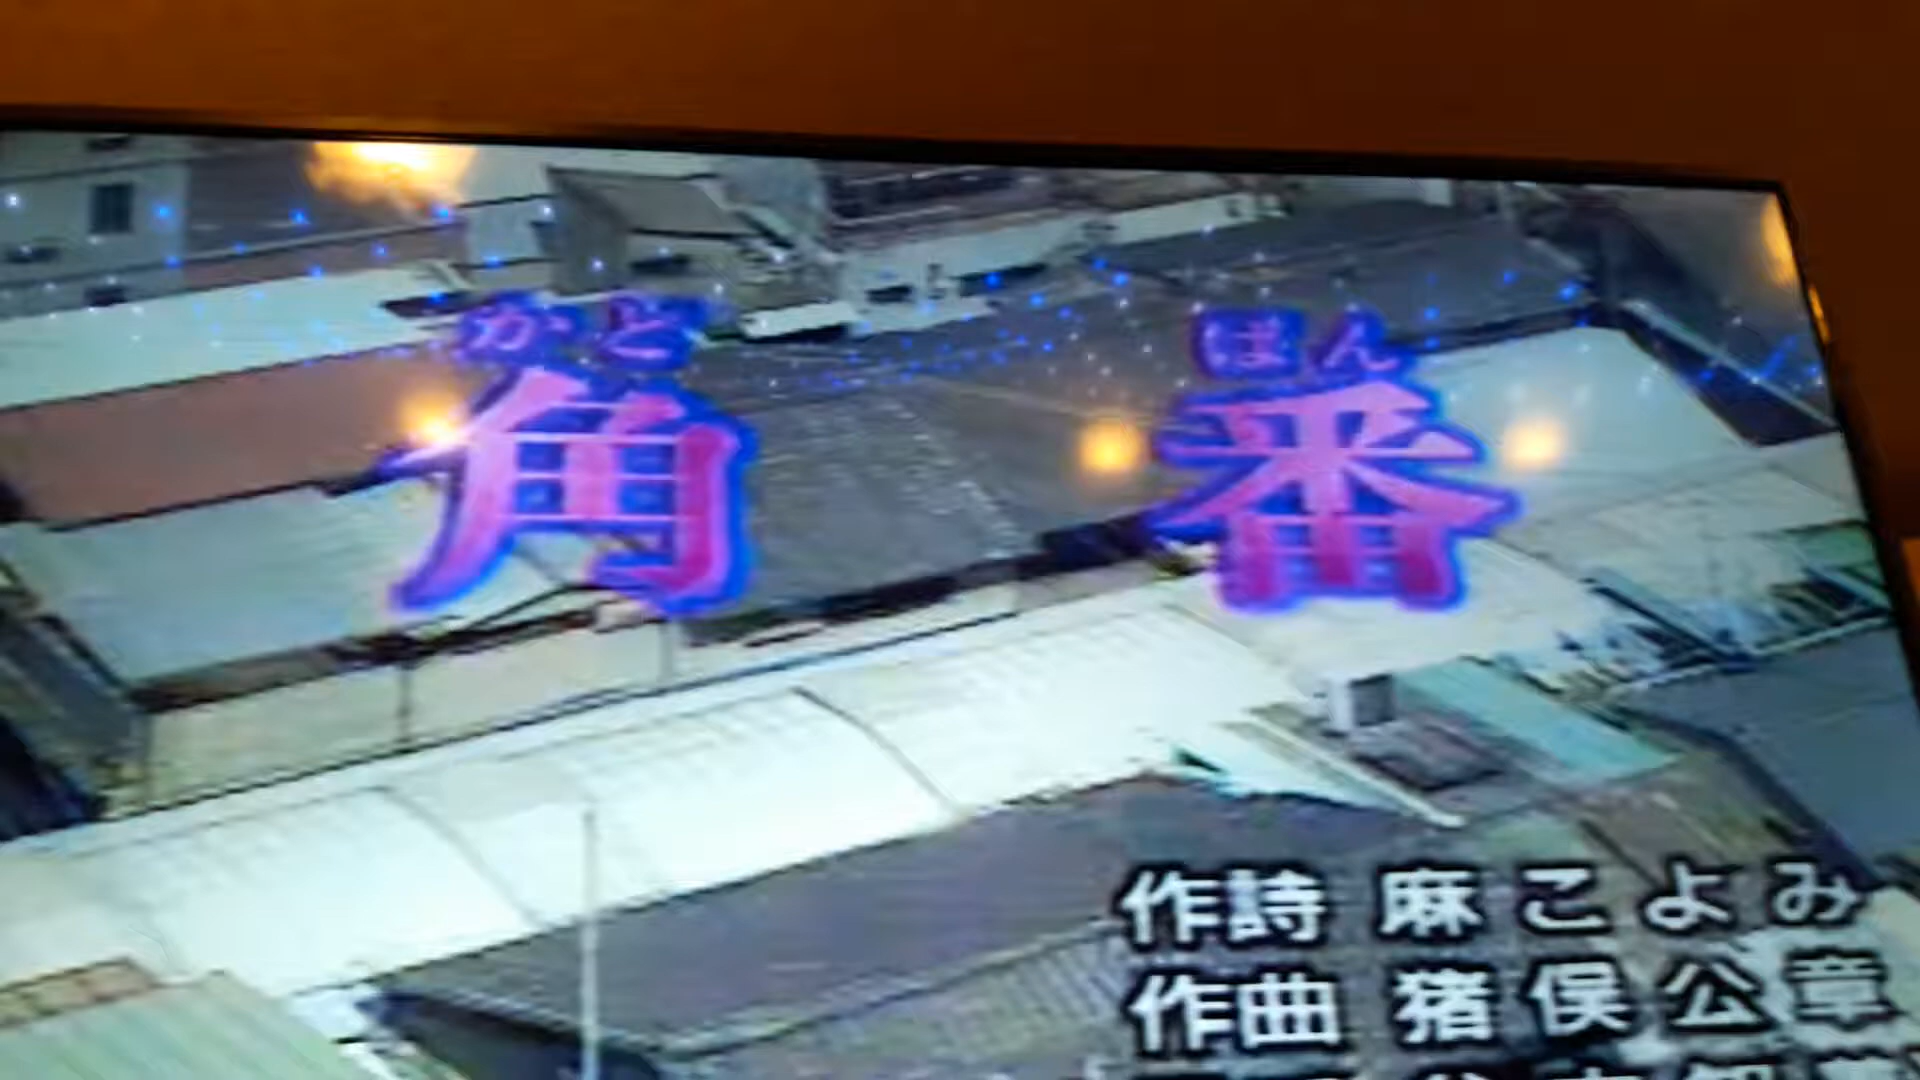 かど ばん
角番
作詩 麻こよみ
作曲 猪俣公章